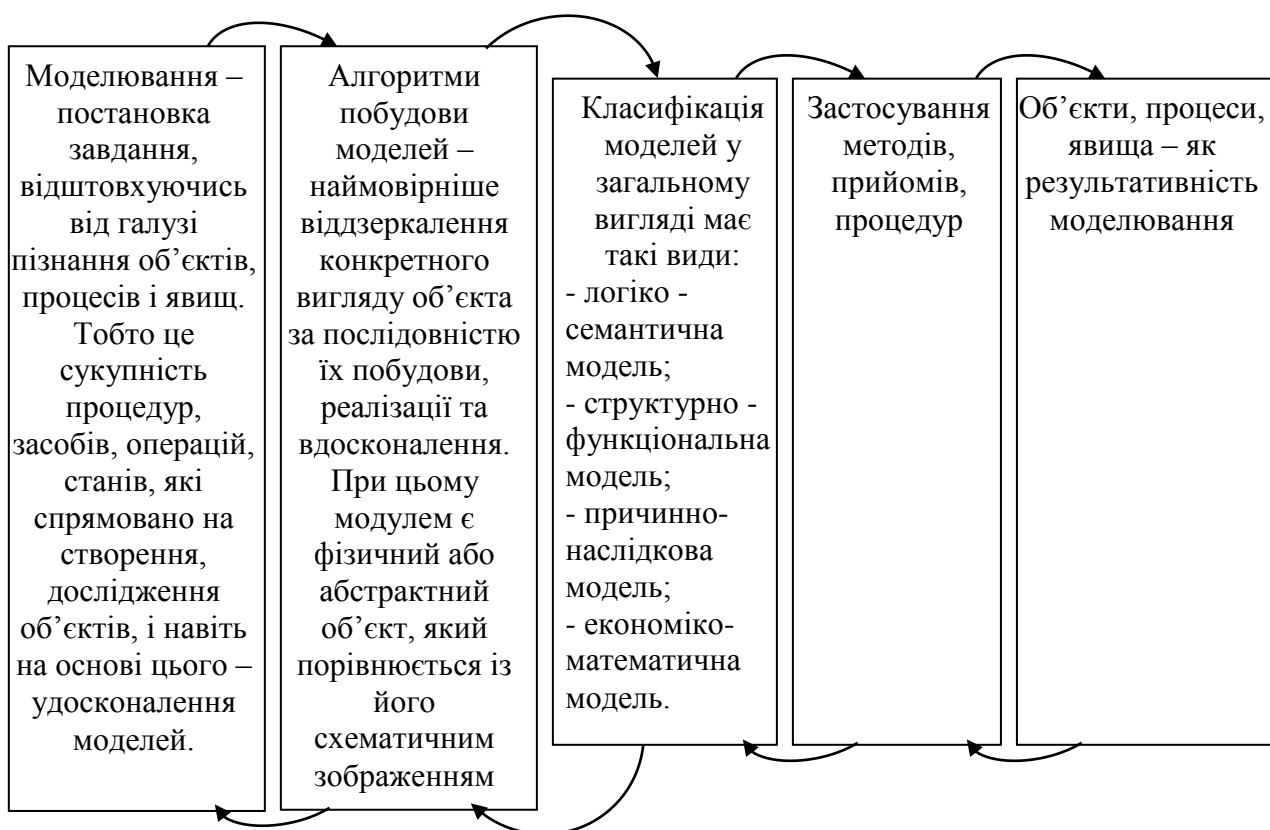 Моделювання –
постановка
завдання,
відштовхуючись
від галузі
пізнання об’єктів,
процесів і явищ.
Тобто це
сукупність
процедур,
засобів, операцій,
станів, які
спрямовано на
створення,
дослідження
об’єктів, і навіть
на основі цього –
удосконалення
моделей.
Алгоритми
побудови
моделей –
наймовірніше
віддзеркалення
конкретного
вигляду об’єкта
за послідовністю
їх побудови,
реалізації та
вдосконалення.
При цьому
модулем є
фізичний або
абстрактний
об’єкт, який
порівнюється із
його
схематичним
зображенням
Класифікація
моделей у
загальному
вигляді має
такі види:
- логіко -
семантична
модель;
- структурно -
функціональна
модель;
- причинно-
наслідкова
модель;
- економіко-
математична
модель.
Застосування
методів,
прийомів,
процедур
Об’єкти, процеси,
явища – як
результативність
моделювання